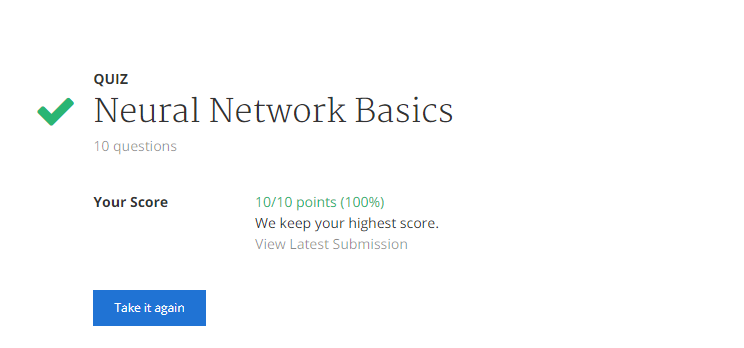 QUIZ
Neural Network Basics
10 questions
Your Score
10/10 points (100%)
We keep your highest score.
View Latest Submission
Take it again